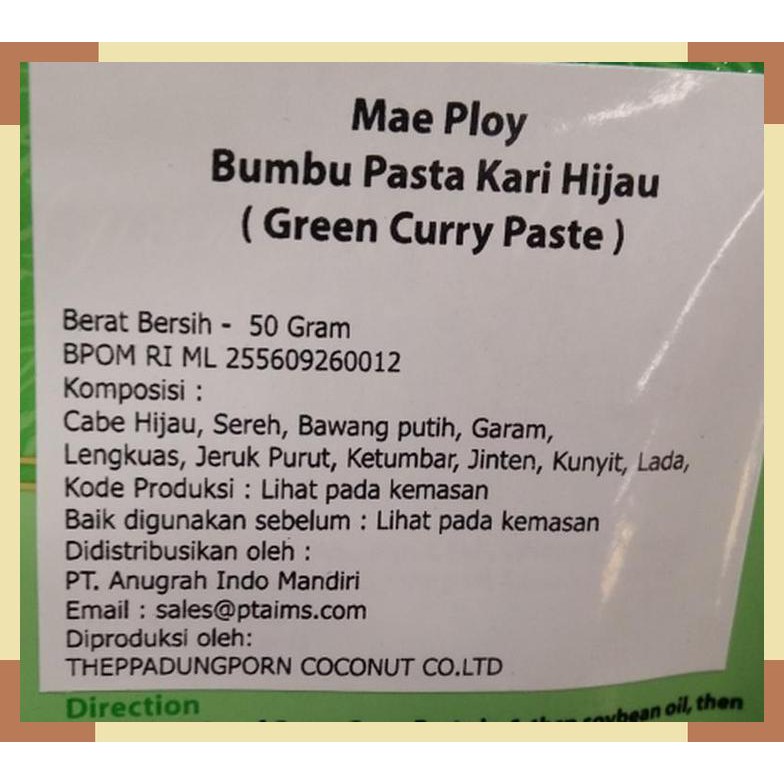 Mae Ploy
Bumbu Pasta Kari Hijau
( Green Curry Paste )
Berat Bersih - 50 Gram
BPOM RI ML 255609260012
Komposisi :
Cabe Hijau, Sereh, Bawang putih, Garam,
Lengkuas, Jeruk Purut, Ketumbar, Jinten, Kunyit, Lada,
Kode Produksi : Lihat pada kemasan
Baik digunakan sebelum : Lihat pada kemasan
Didistribusikan oleh :
PT. Anugrah Indo Mandiri
Email : sales@ptaims.com
Diproduksi oleh:
THEPPADUNGPORN COCONUT CO.LTD
Direction
soybean oil, then